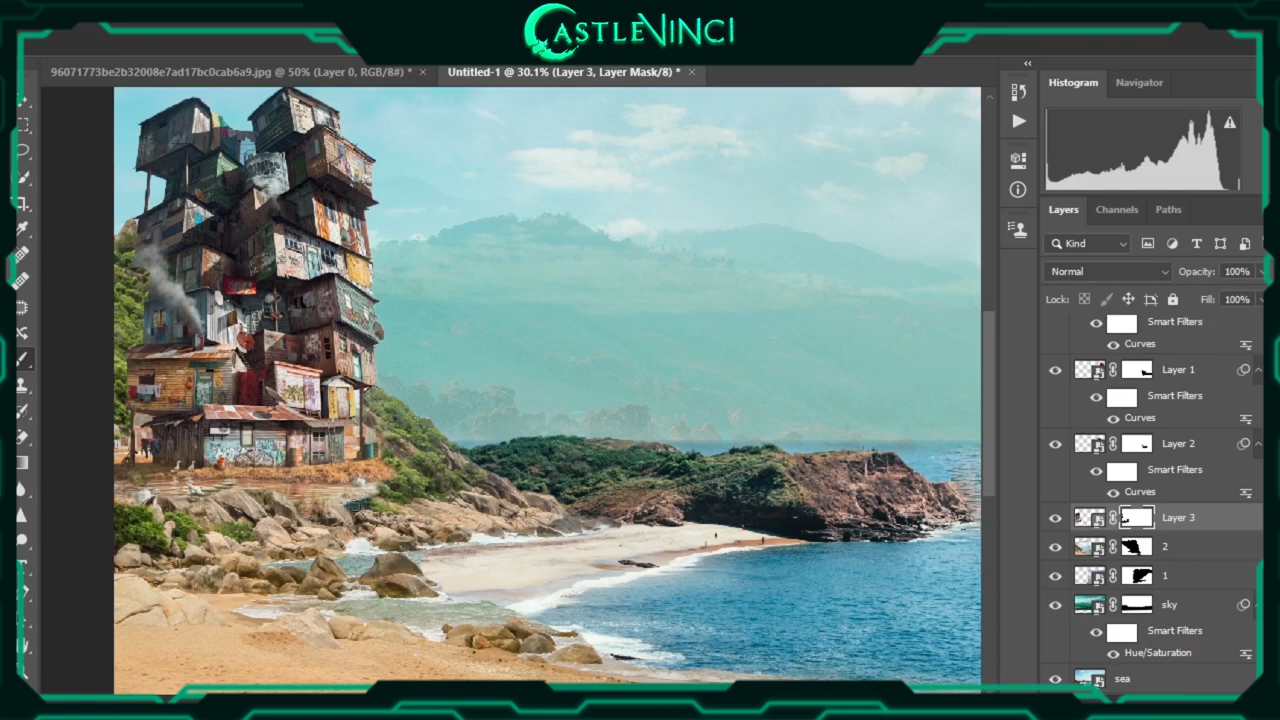 CASTLEVINCI
96071773be2b32008e7ad17bc0cab6a9.jpg @ 50% (Layer 0, RGB/8#) * ×
Untitled-1 @ 30.1% (Layer 3, Layer Mask/8) * ×
Histogram Navigator
Layers Channels Paths
Kind
Normal Opacity: 100%
Lock: Fill: 100%
Smart Filters
Curves
Layer 1
Smart Filters
Curves
Layer 2
Smart Filters
Curves
Layer 3
2
1
sky
Smart Filters
Hue/Saturation
sea